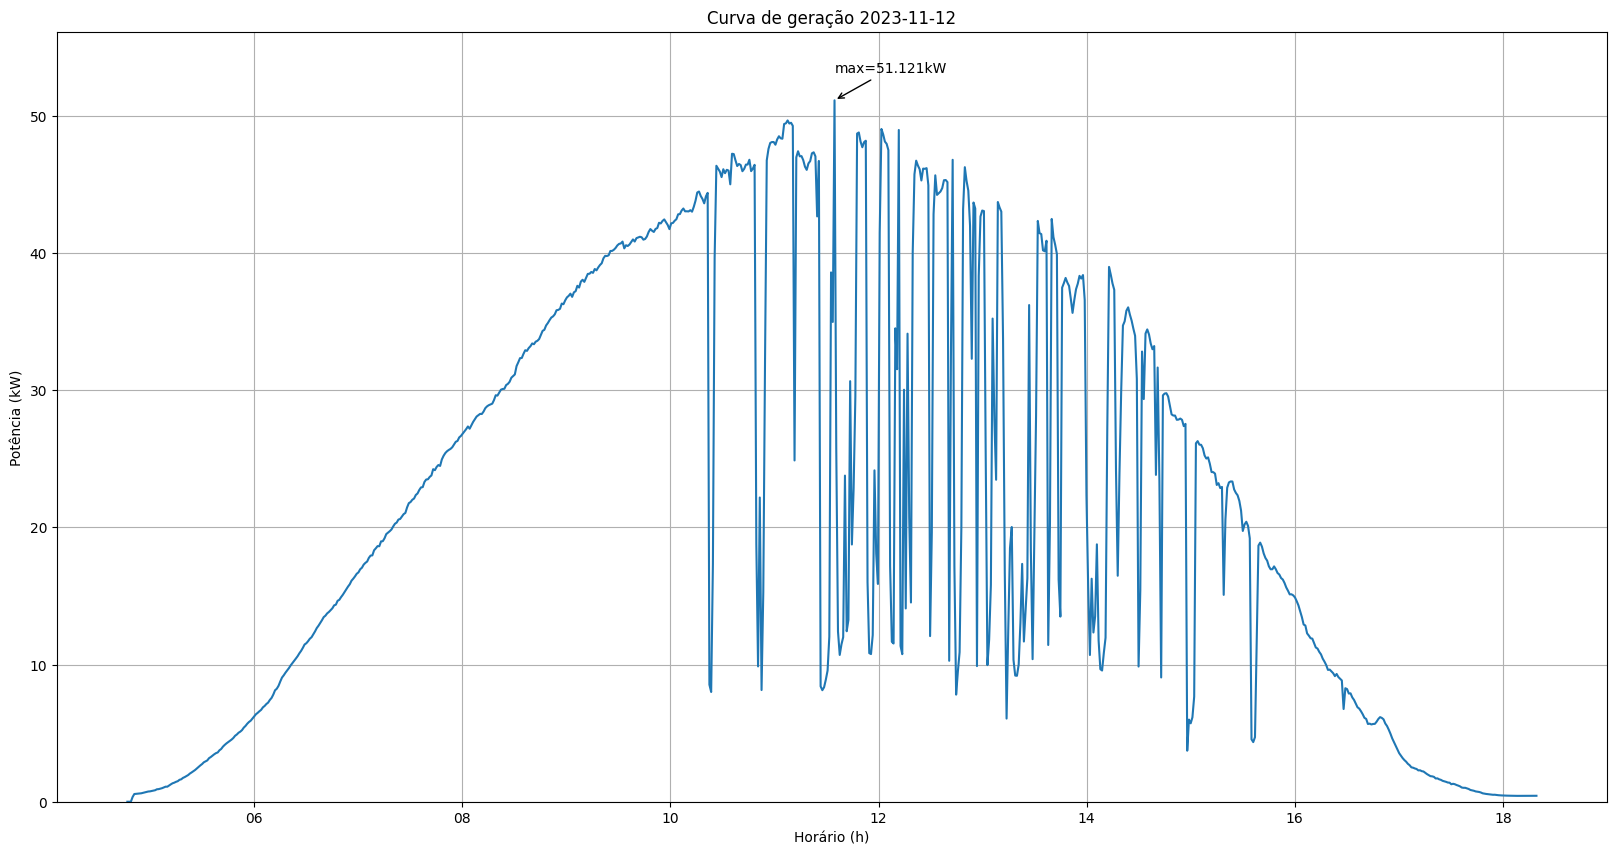 Curva de geração 2023-11-12
max=51.121kW
Potência (kW)
50
40
30
20
10
0
06 08 10 12 14 16 18
Horário (h)